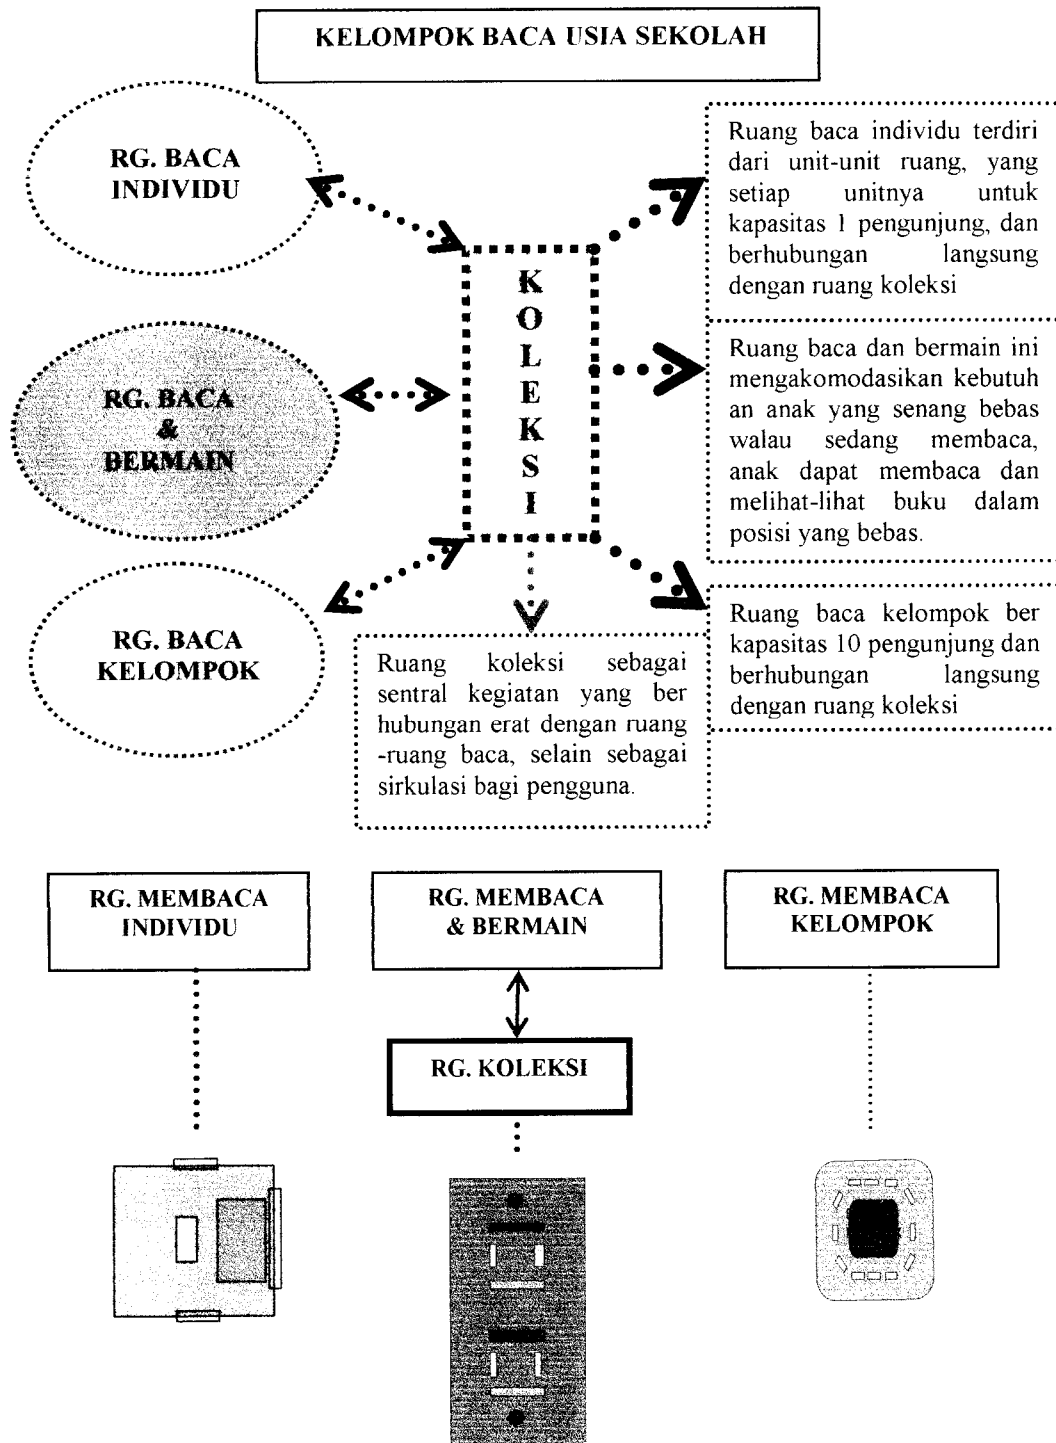 KELOMPOK BACA USIA SEKOLAH
RG. BACA
INDIVIDU
RG. BACA
&
BERMAIN
RG. BACA
KELOMPOK
K
O
L
E
K
S
I
Ruang baca individu terdiri
dari unit-unit ruang, yang
setiap unitnya untuk
kapasitas 1 pengunjung, dan
berhubungan langsung
dengan ruang koleksi
Ruang baca dan bermain ini
mengakomodasikan kebutuh
an anak yang senang bebas
walau sedang membaca,
anak dapat membaca dan
melihat-lihat buku dalam
posisi yang bebas.
Ruang baca kelompok ber
kapasitas 10 pengunjung dan
berhubungan langsung
dengan ruang koleksi
Ruang koleksi sebagai
sentral kegiatan yang ber
hubungan erat dengan ruang
-ruang baca, selain sebagai
sirkulasi bagi pengguna.
RG. MEMBACA
INDIVIDU
RG. MEMBACA
& BERMAIN
RG. MEMBACA
KELOMPOK
RG. KOLEKSI